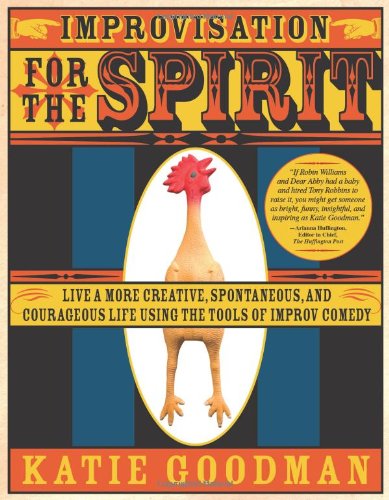 IMPROVISATION
FOR THE SPIRIT
"If Robin Williams
and Dear Abby had a baby
and hired Tony Robbins to
raise it, you might get someone
as bright, funny, insightful, and
inspiring as Katie Goodman."
—Arianna Huffington,
Editor in Chief,
The Huffington Post
LIVE A MORE CREATIVE, SPONTANEOUS, AND
COURAGEOUS LIFE USING THE TOOLS OF IMPROV COMEDY
KATIE GOODMAN